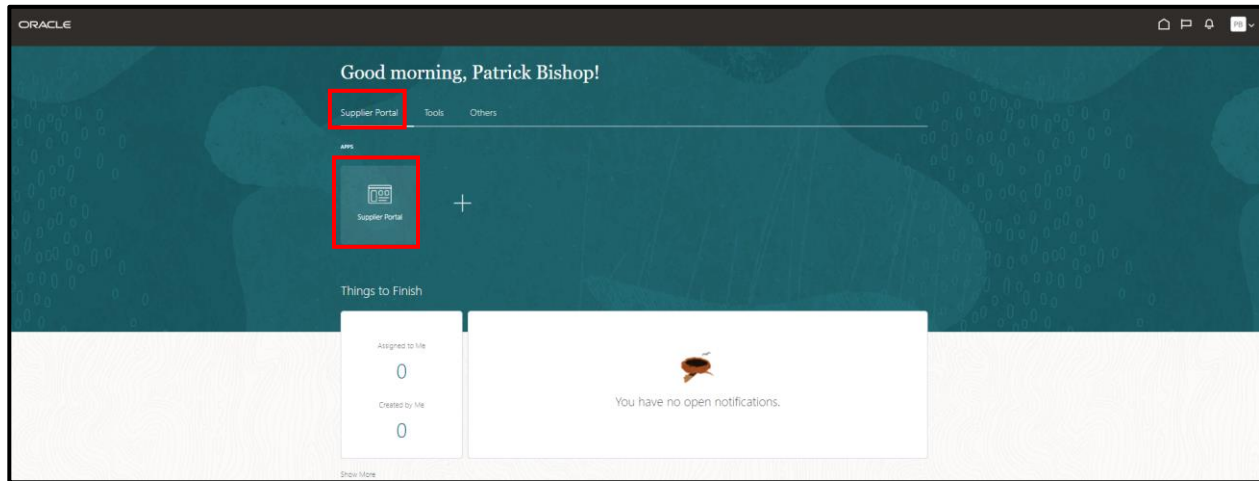 ORACLE
PB
Good morning, Patrick Bishop!
Supplier Portal Tools Others
APPS
Supplier Portal
Things to Finish
Assigned to Me
0
Created by Me
0
You have no open notifications.
Show More